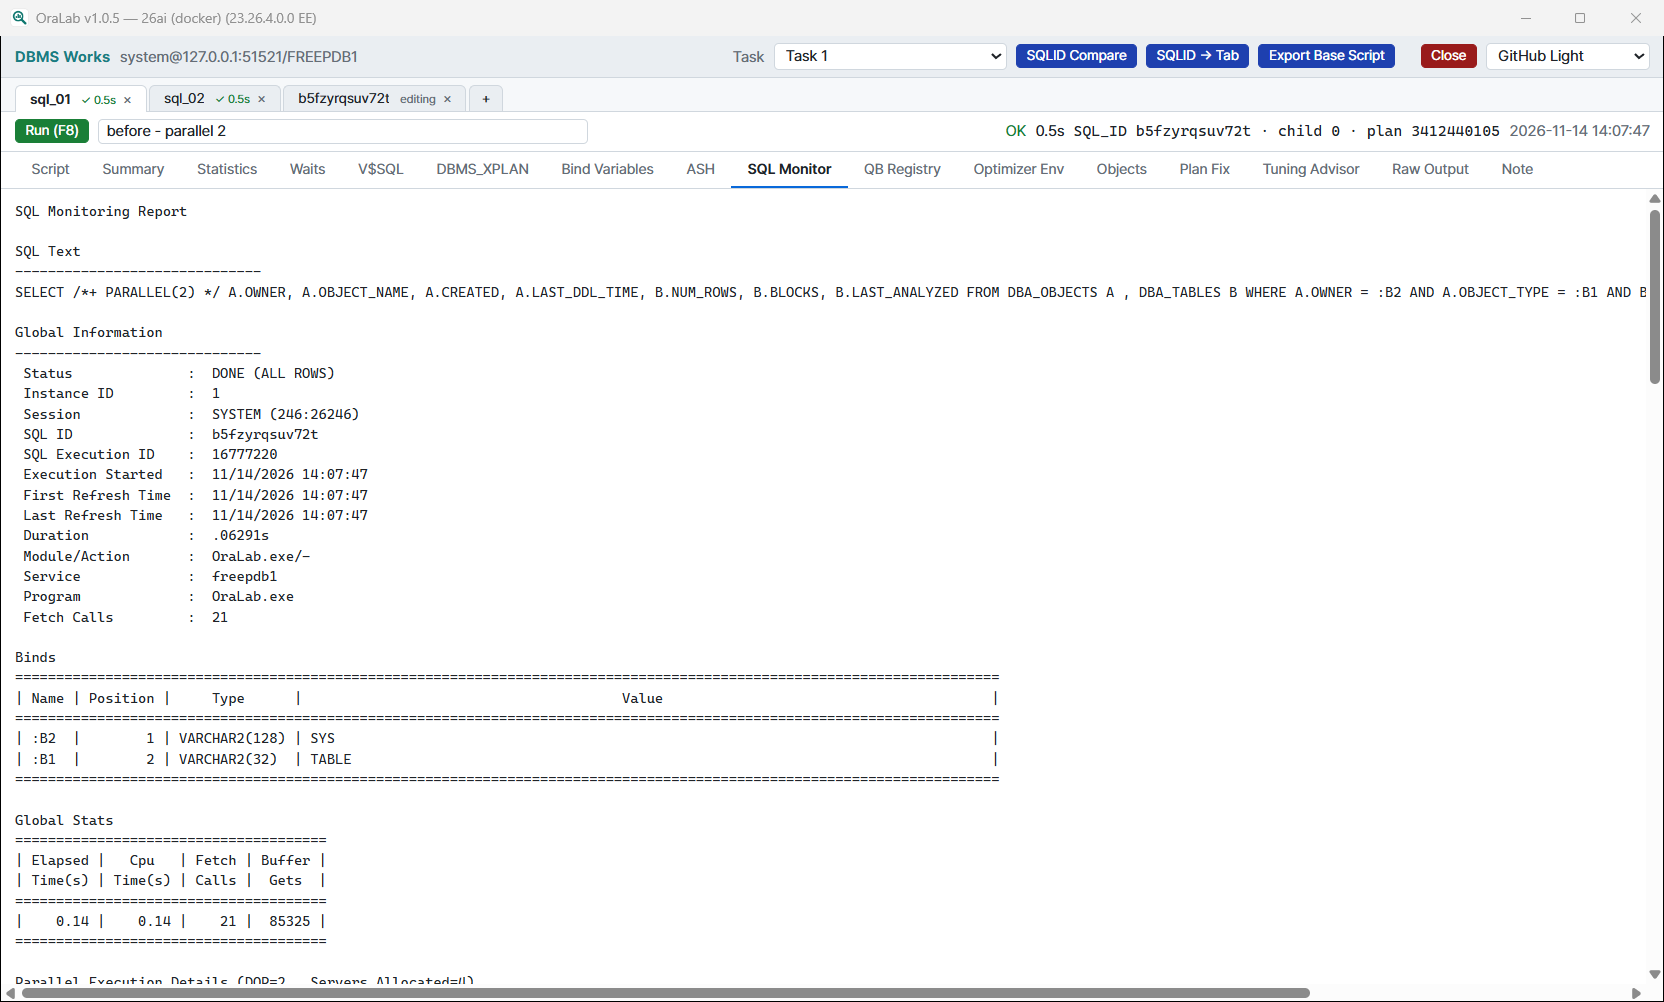 OraLab v1.0.5 — 26ai (docker) (23.26.4.0.0 EE)
DBMS Works system@127.0.0.1:51521/FREEPDB1 Task Task 1 SQLID Compare SQLID → Tab Export Base Script Close GitHub Light
sql_01 ✓ 0.5s × sql_02 ✓ 0.5s × b5fzyrqsuv72t editing × +
Run (F8) before - parallel 2 OK 0.5s SQL_ID b5fzyrqsuv72t · child 0 · plan 3412440105 2026-11-14 14:07:47
Script Summary Statistics Waits V$SQL DBMS_XPLAN Bind Variables ASH SQL Monitor QB Registry Optimizer Env Objects Plan Fix Tuning Advisor Raw Output Note
SQL Monitoring Report
SQL Text
------------------------------
SELECT /*+ PARALLEL(2) */ A.OWNER, A.OBJECT_NAME, A.CREATED, A.LAST_DDL_TIME, B.NUM_ROWS, B.BLOCKS, B.LAST_ANALYZED FROM DBA_OBJECTS A , DBA_TABLES B WHERE A.OWNER = :B2 AND A.OBJECT_TYPE = :B1 AND B
Global Information
------------------------------
Status : DONE (ALL ROWS)
Instance ID : 1
Session : SYSTEM (246:26246)
SQL ID : b5fzyrqsuv72t
SQL Execution ID : 16777220
Execution Started : 11/14/2026 14:07:47
First Refresh Time : 11/14/2026 14:07:47
Last Refresh Time : 11/14/2026 14:07:47
Duration : .06291s
Module/Action : OraLab.exe/-
Service : freepdb1
Program : OraLab.exe
Fetch Calls : 21
Binds
========================================================================================================================
| Name | Position | Type | Value |
========================================================================================================================
| :B2 | 1 | VARCHAR2(128) | SYS |
| :B1 | 2 | VARCHAR2(32) | TABLE |
========================================================================================================================
Global Stats
======================================
| Elapsed | Cpu | Fetch | Buffer |
| Time(s) | Time(s) | Calls | Gets |
======================================
| 0.14 | 0.14 | 21 | 85325 |
======================================
Parallel Execution Details (DOP=2 , Servers Allocated=4)